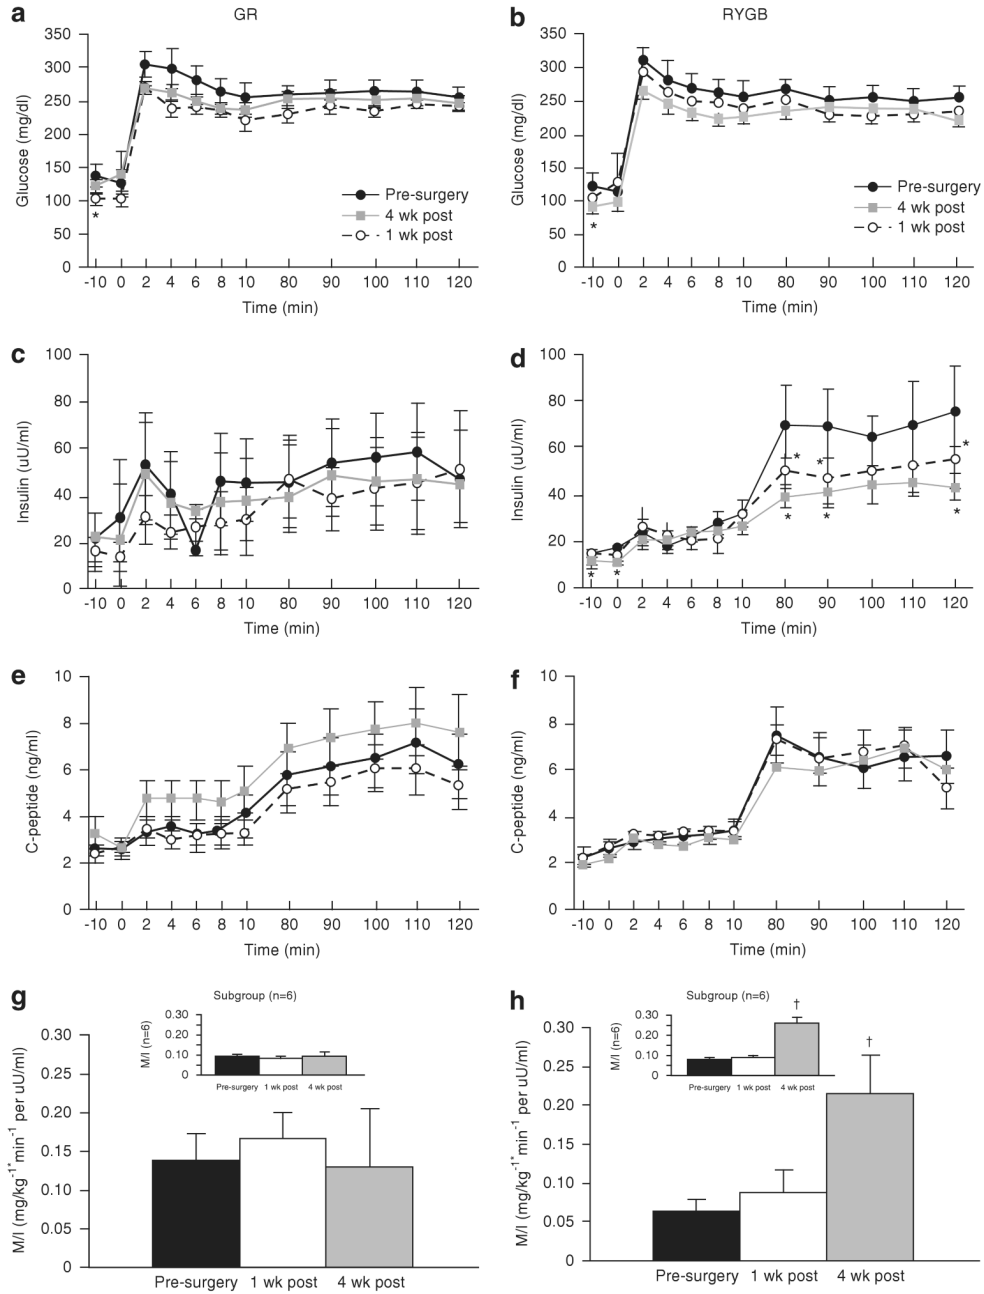 a
GR
350
300
250
200
150
100
50
0
Glucose (mg/dl)
Pre-surgery
4 wk post
1 wk post
*
-10 0 2 4 6 8 10 80 90 100 110 120
Time (min)
b
RYGB
350
300
250
200
150
100
50
0
Glucose (mg/dl)
Pre-surgery
4 wk post
1 wk post
*
-10 0 2 4 6 8 10 80 90 100 110 120
Time (min)
c
100
80
60
40
20
0
Insulin (uU/ml)
-10 0 2 4 6 8 10 80 90 100 110 120
Time (min)
d
100
80
60
40
20
0
Insulin (uU/ml)
* * *
* * *
* *
-10 0 2 4 6 8 10 80 90 100 110 120
Time (min)
e
10
8
6
4
2
0
C-peptide (ng/ml)
-10 0 2 4 6 8 10 80 90 100 110 120
Time (min)
f
10
8
6
4
2
0
C-peptide (ng/ml)
-10 0 2 4 6 8 10 80 90 100 110 120
Time (min)
g
Subgroup (n=6)
0.30
0.20
0.10
0
M/I (n=6)
Pre-surgery 1 wk post 4 wk post
0.30
0.25
0.20
0.15
0.10
0.05
0
M/I (mg/kg⁻¹*min⁻¹ per uU/ml)
Pre-surgery 1 wk post 4 wk post
h
Subgroup (n=6)
†
0.30
0.20
0.10
0
M/I (n=6)
Pre-surgery 1 wk post 4 wk post
†
0.30
0.25
0.20
0.15
0.10
0.05
0
M/I (mg/kg⁻¹*min⁻¹ per uU/ml)
Pre-surgery 1 wk post 4 wk post